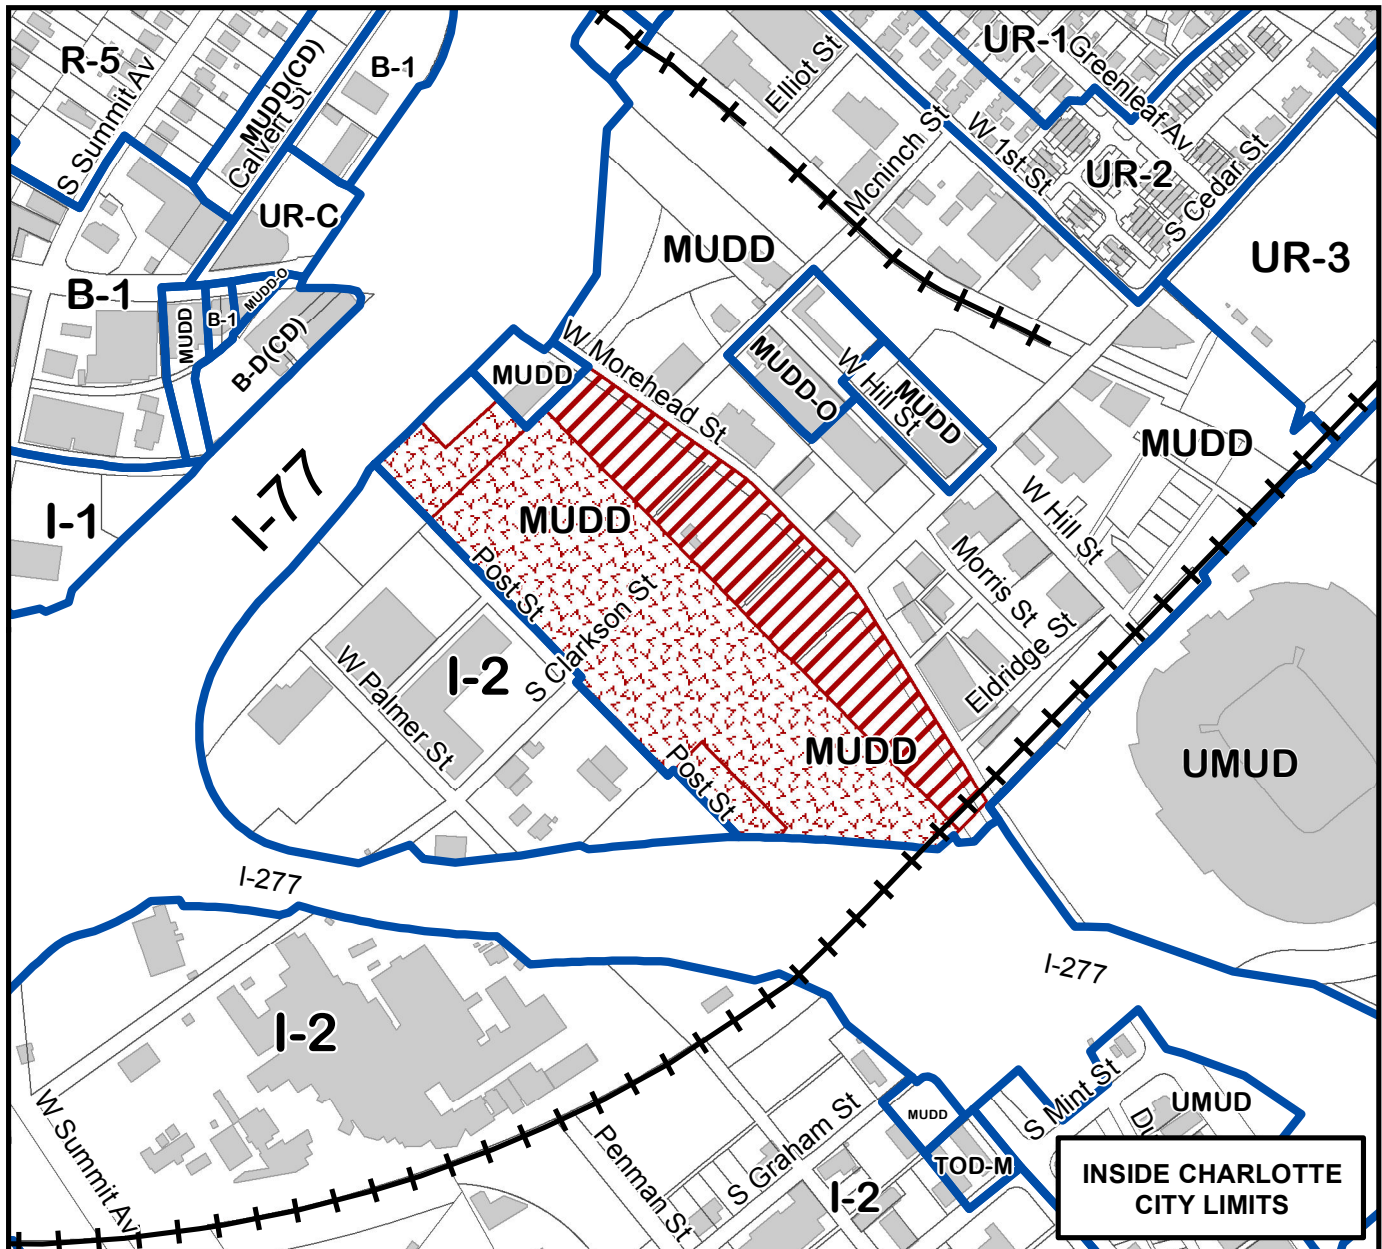 R-5
S Summit Av
MUDD(CD)
Calvert St
B-1
Elliot St
UR-1
Greenleaf Av
Mcninch St
W 1st St
UR-2
S Cedar St
UR-C
MUDD
UR-3
B-1
MUDD
B-1
MUDD-O
B-D(CD)
MUDD
W Morehead St
MUDD-O
W Hill St
MUDD
MUDD
I-1
I-77
MUDD
W Hill St
Post St
Morris St
S Clarkson St
Eldridge St
W Palmer St
I-2
MUDD
Post St
UMUD
I-277
I-277
I-2
W Summit Av
Penman St
S Graham St
MUDD
S Mint St
UMUD
TOD-M
I-2
INSIDE CHARLOTTE
CITY LIMITS